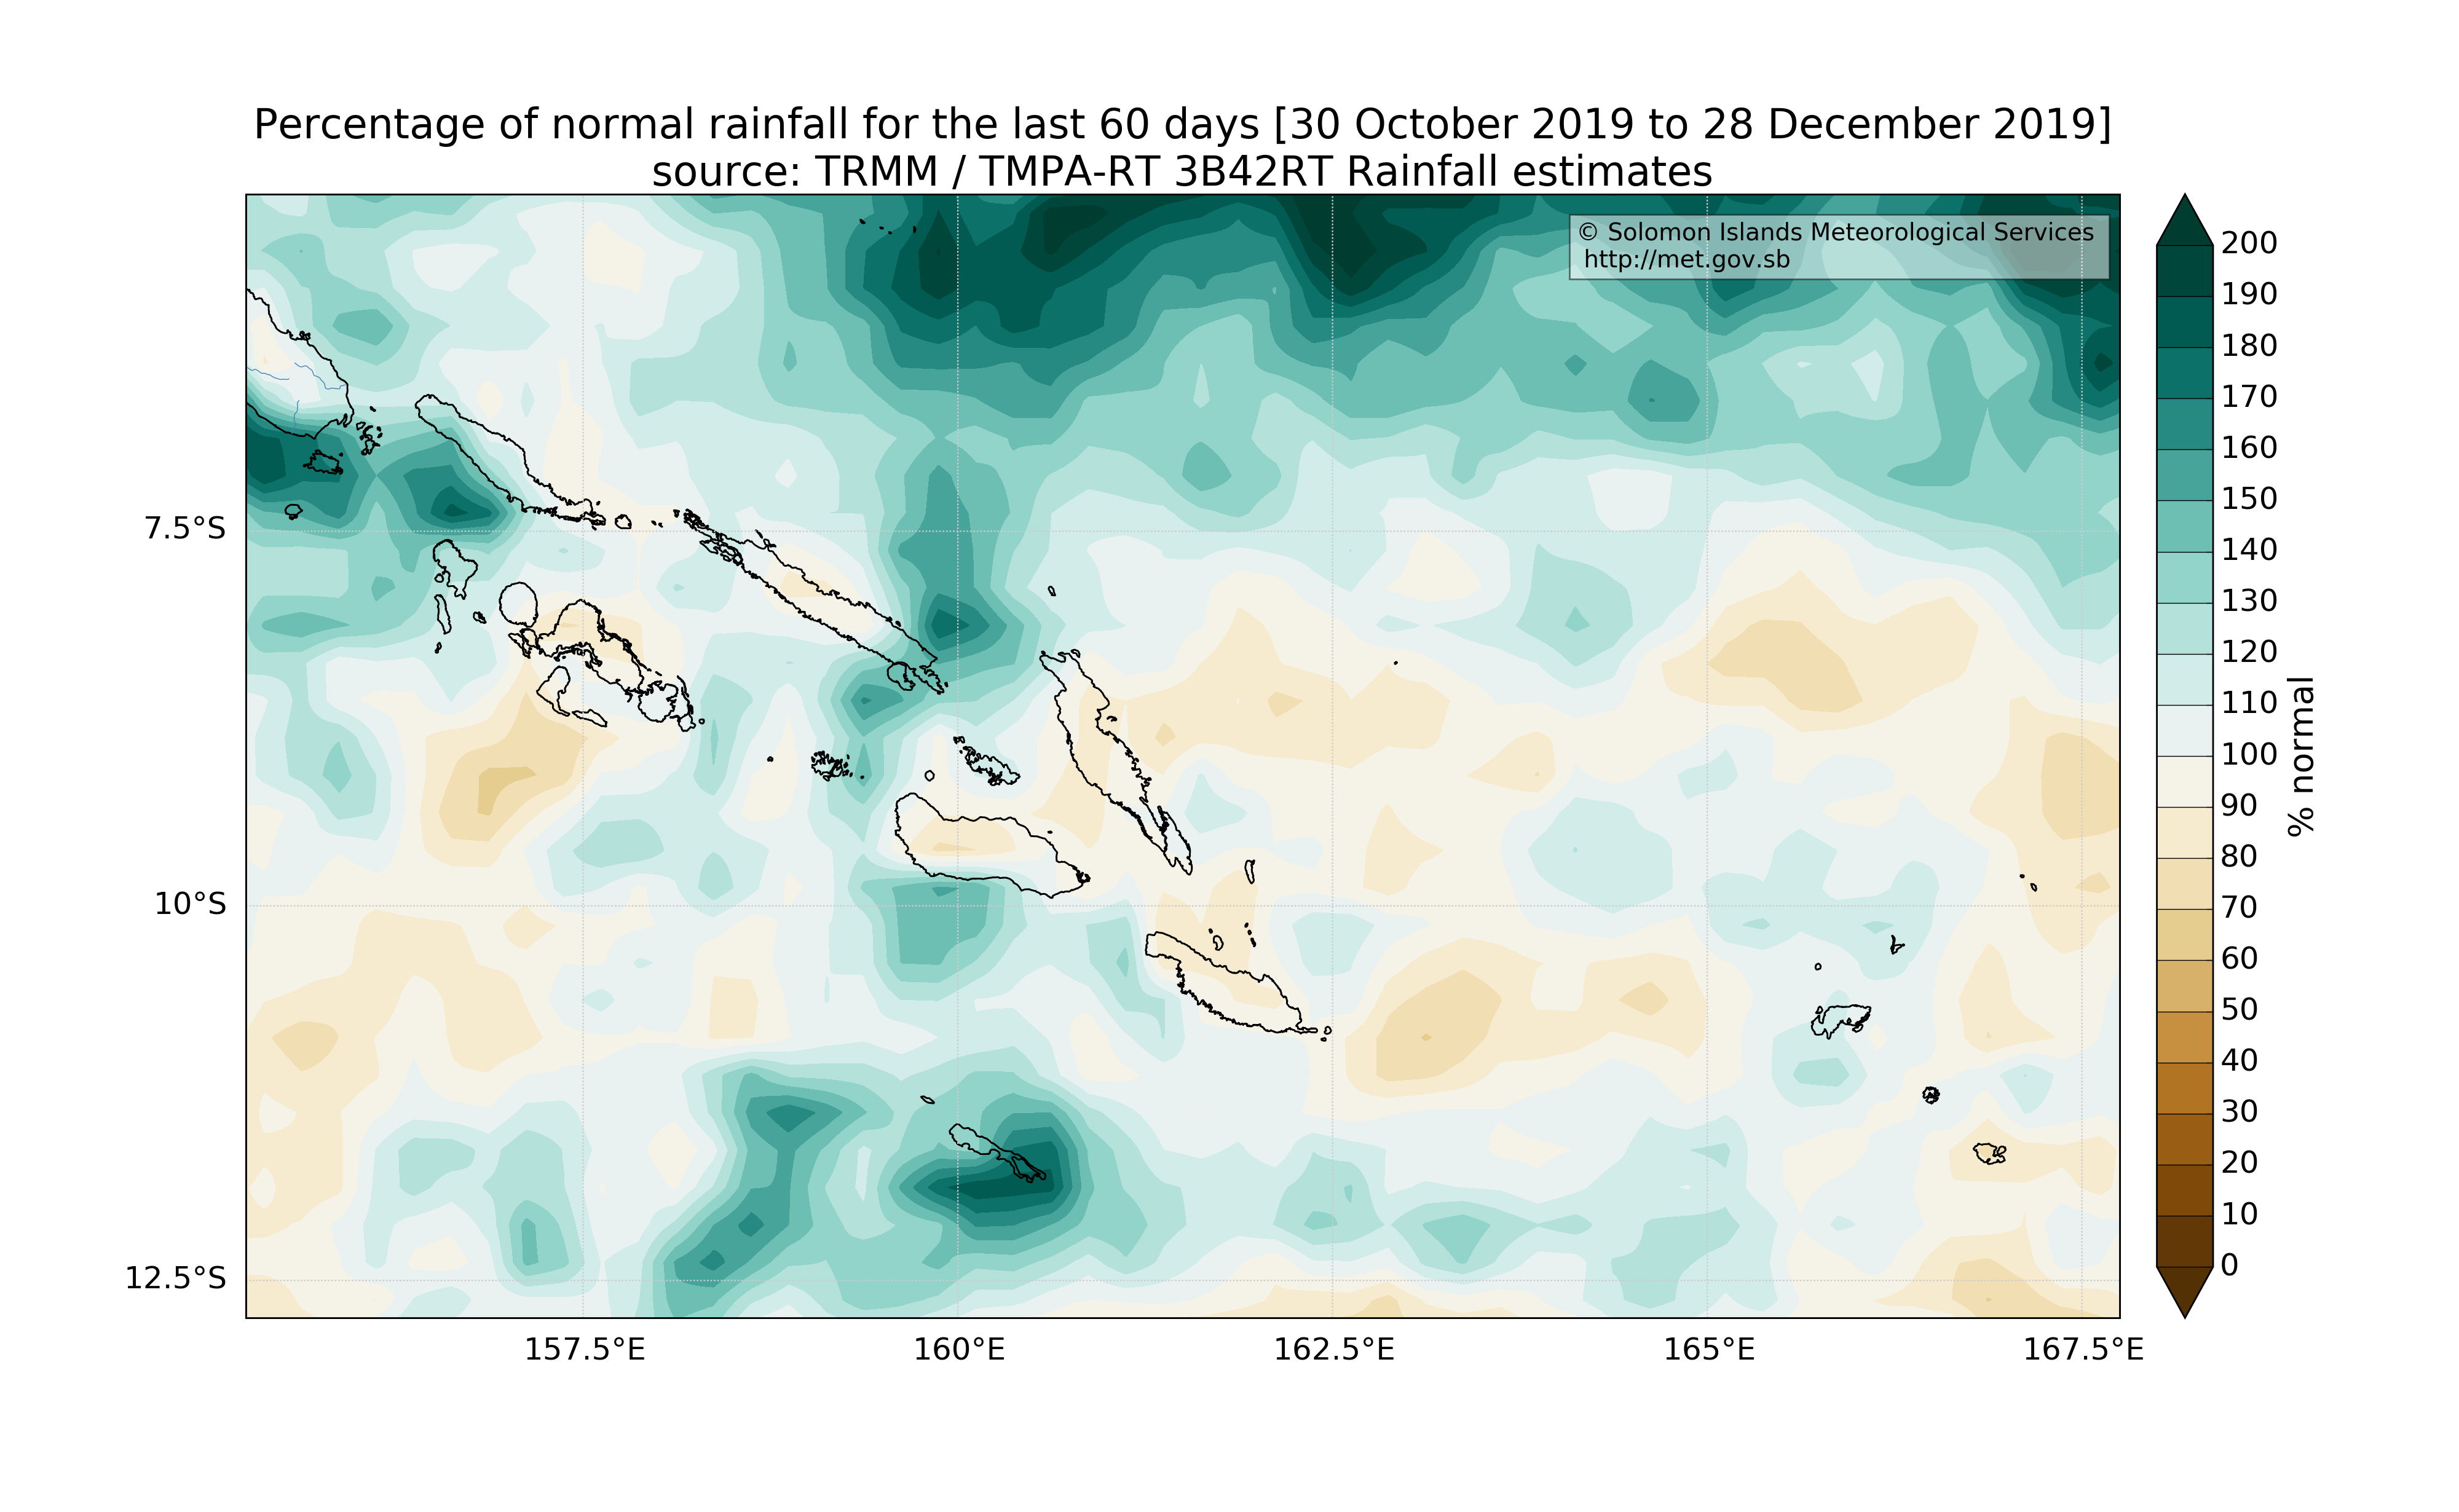 Percentage of normal rainfall for the last 60 days [30 October 2019 to 28 December 2019]
source: TRMM / TMPA-RT 3B42RT Rainfall estimates
© Solomon Islands Meteorological Services
http://met.gov.sb
7.5°S
10°S
12.5°S
157.5°E
160°E
162.5°E
165°E
167.5°E
200
190
180
170
160
150
140
130
120
110
100
90
80
70
60
50
40
30
20
10
0
% normal